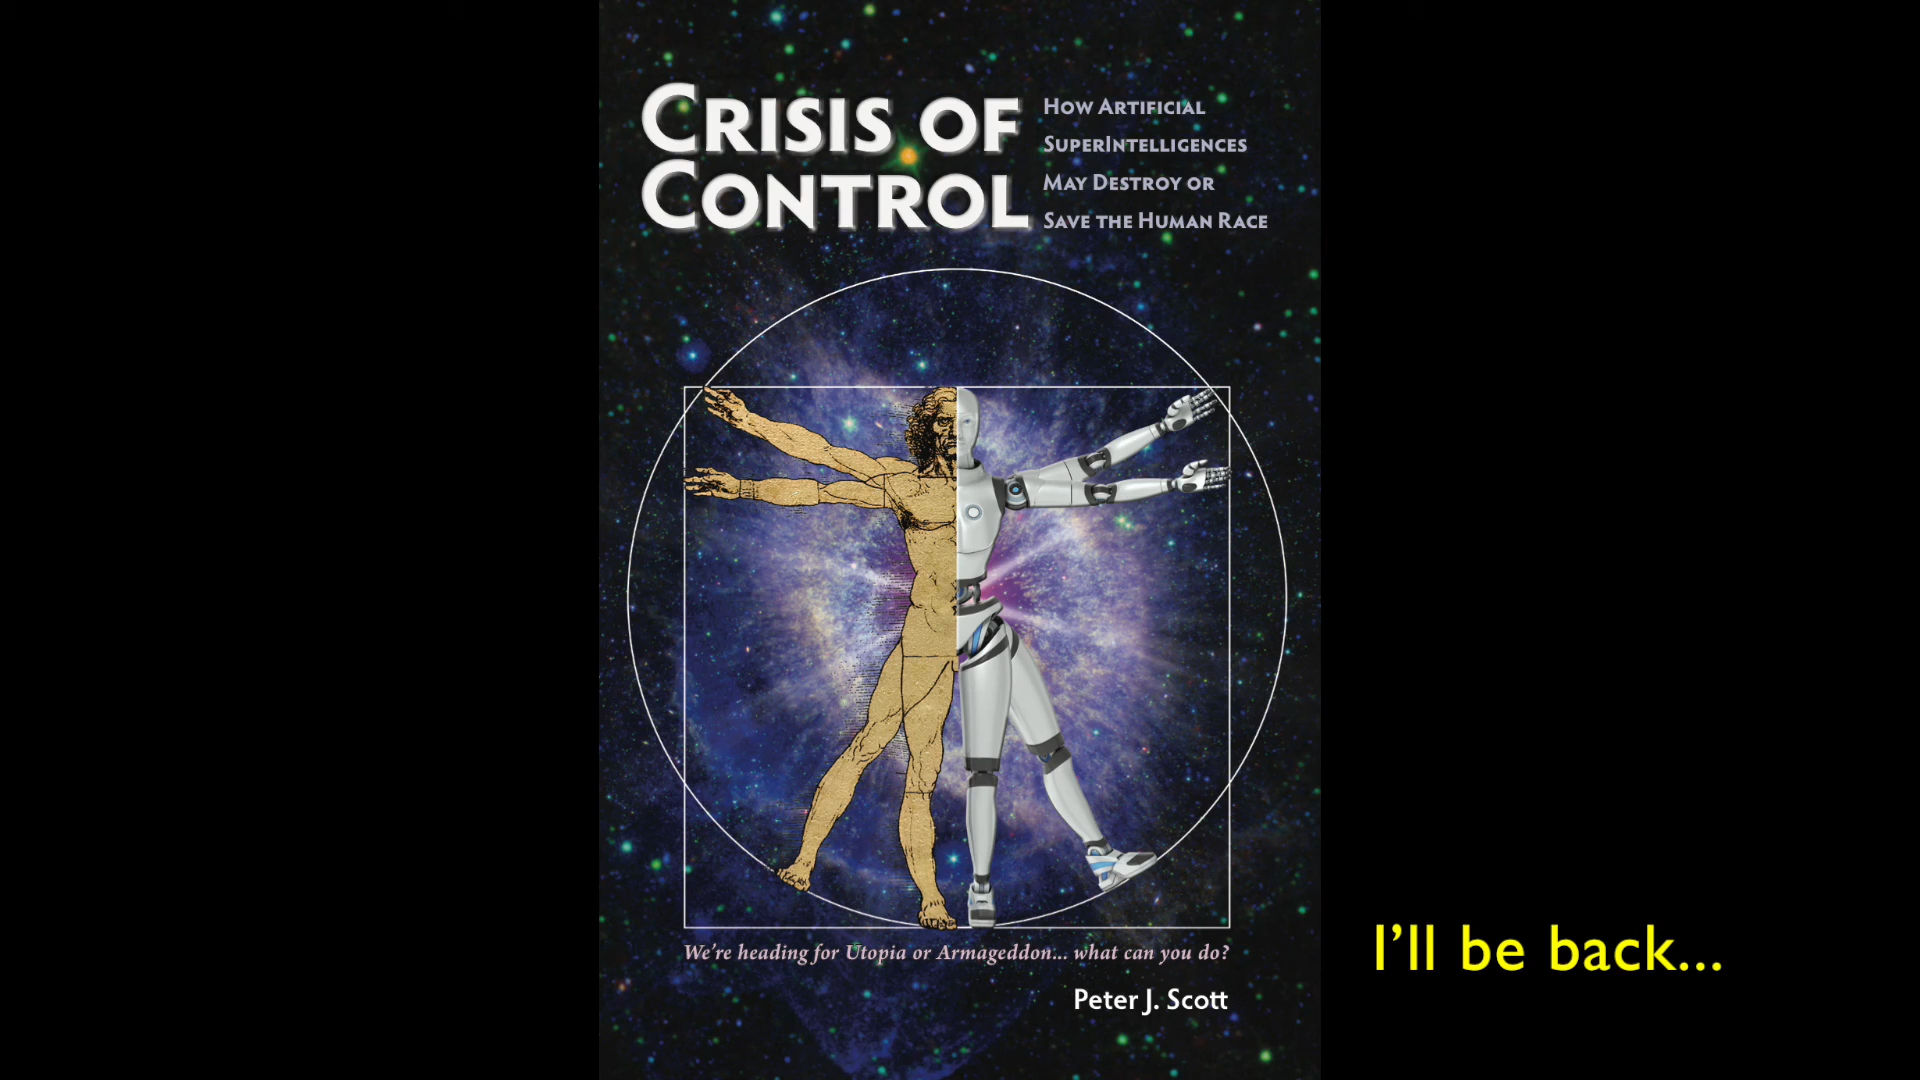 CRISIS OF
CONTROL
HOW ARTIFICIAL
SUPERINTELLIGENCES
MAY DESTROY OR
SAVE THE HUMAN RACE
We're heading for Utopia or Armageddon... what can you do?
Peter J. Scott
I'll be back...